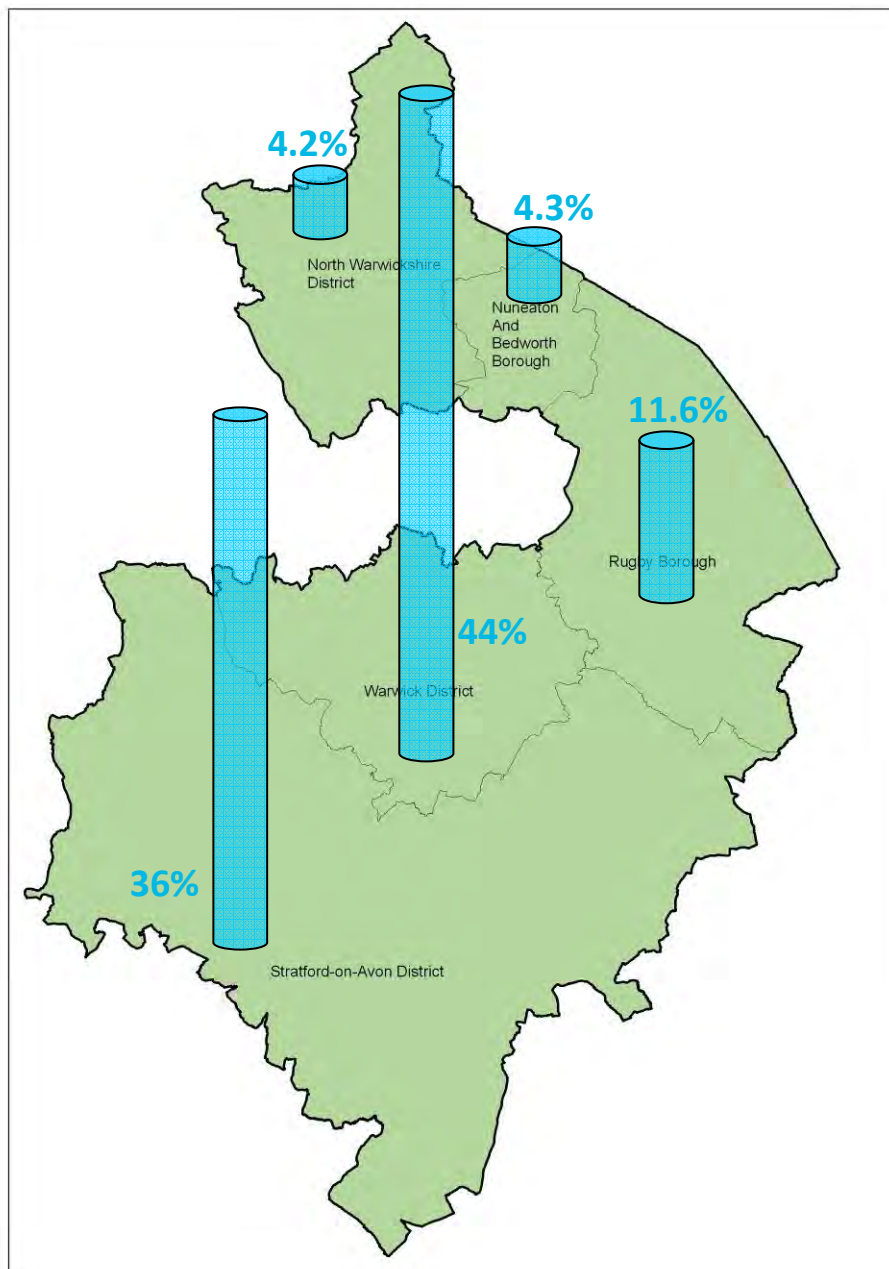 4.2%
4.3%
North Warwickshire
District
Nuneaton
And
Bedworth
Borough
11.6%
Rugby Borough
44%
Warwick District
36%
Stratford-on-Avon District